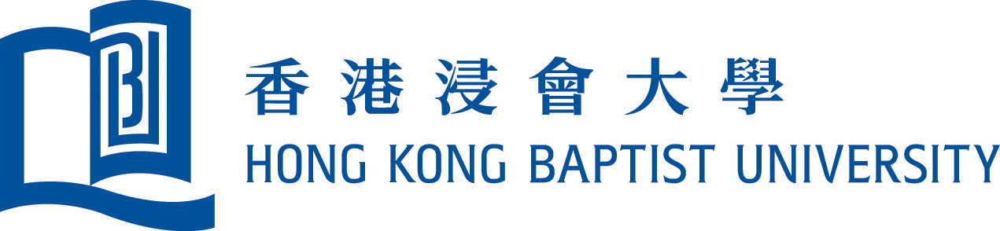 香港浸會大學
HONG KONG BAPTIST UNIVERSITY